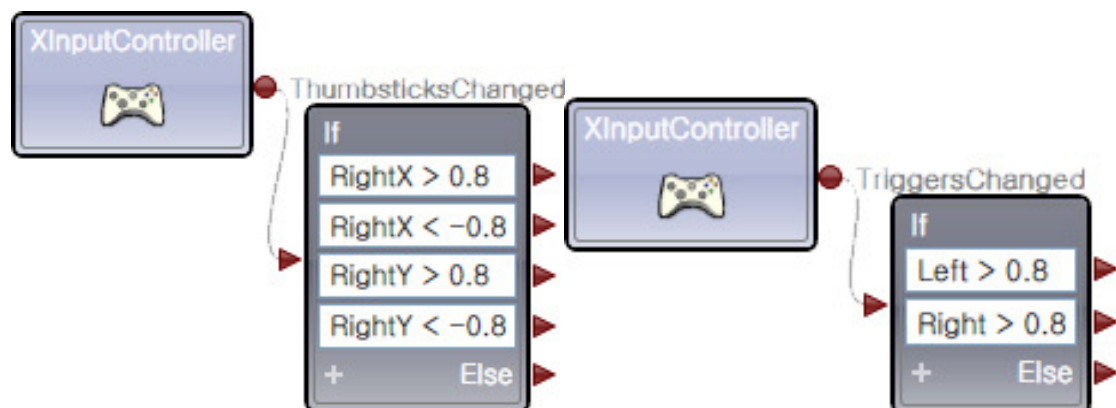 XInputController
ThumbsticksChanged
If
RightX > 0.8
RightX < -0.8
RightY > 0.8
RightY < -0.8
+ Else
XInputController
TriggersChanged
If
Left > 0.8
Right > 0.8
+ Else